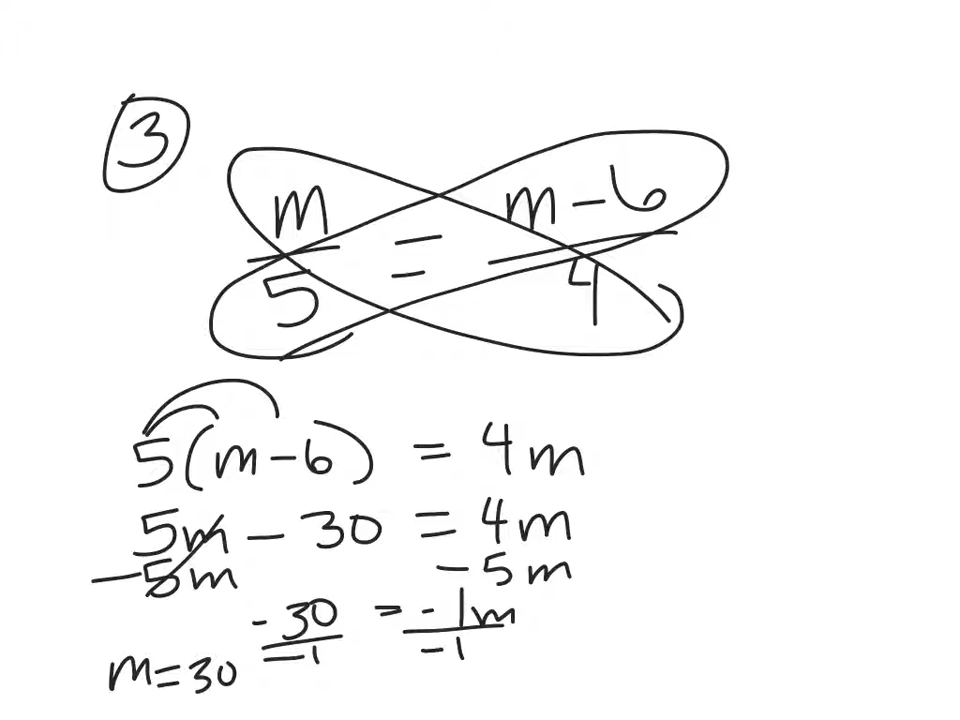 3
m/5 = m-6/4
5(m-6) = 4m
5m - 30 = 4m
-5m -5m
-30/-1 = -1m/-1
m=30